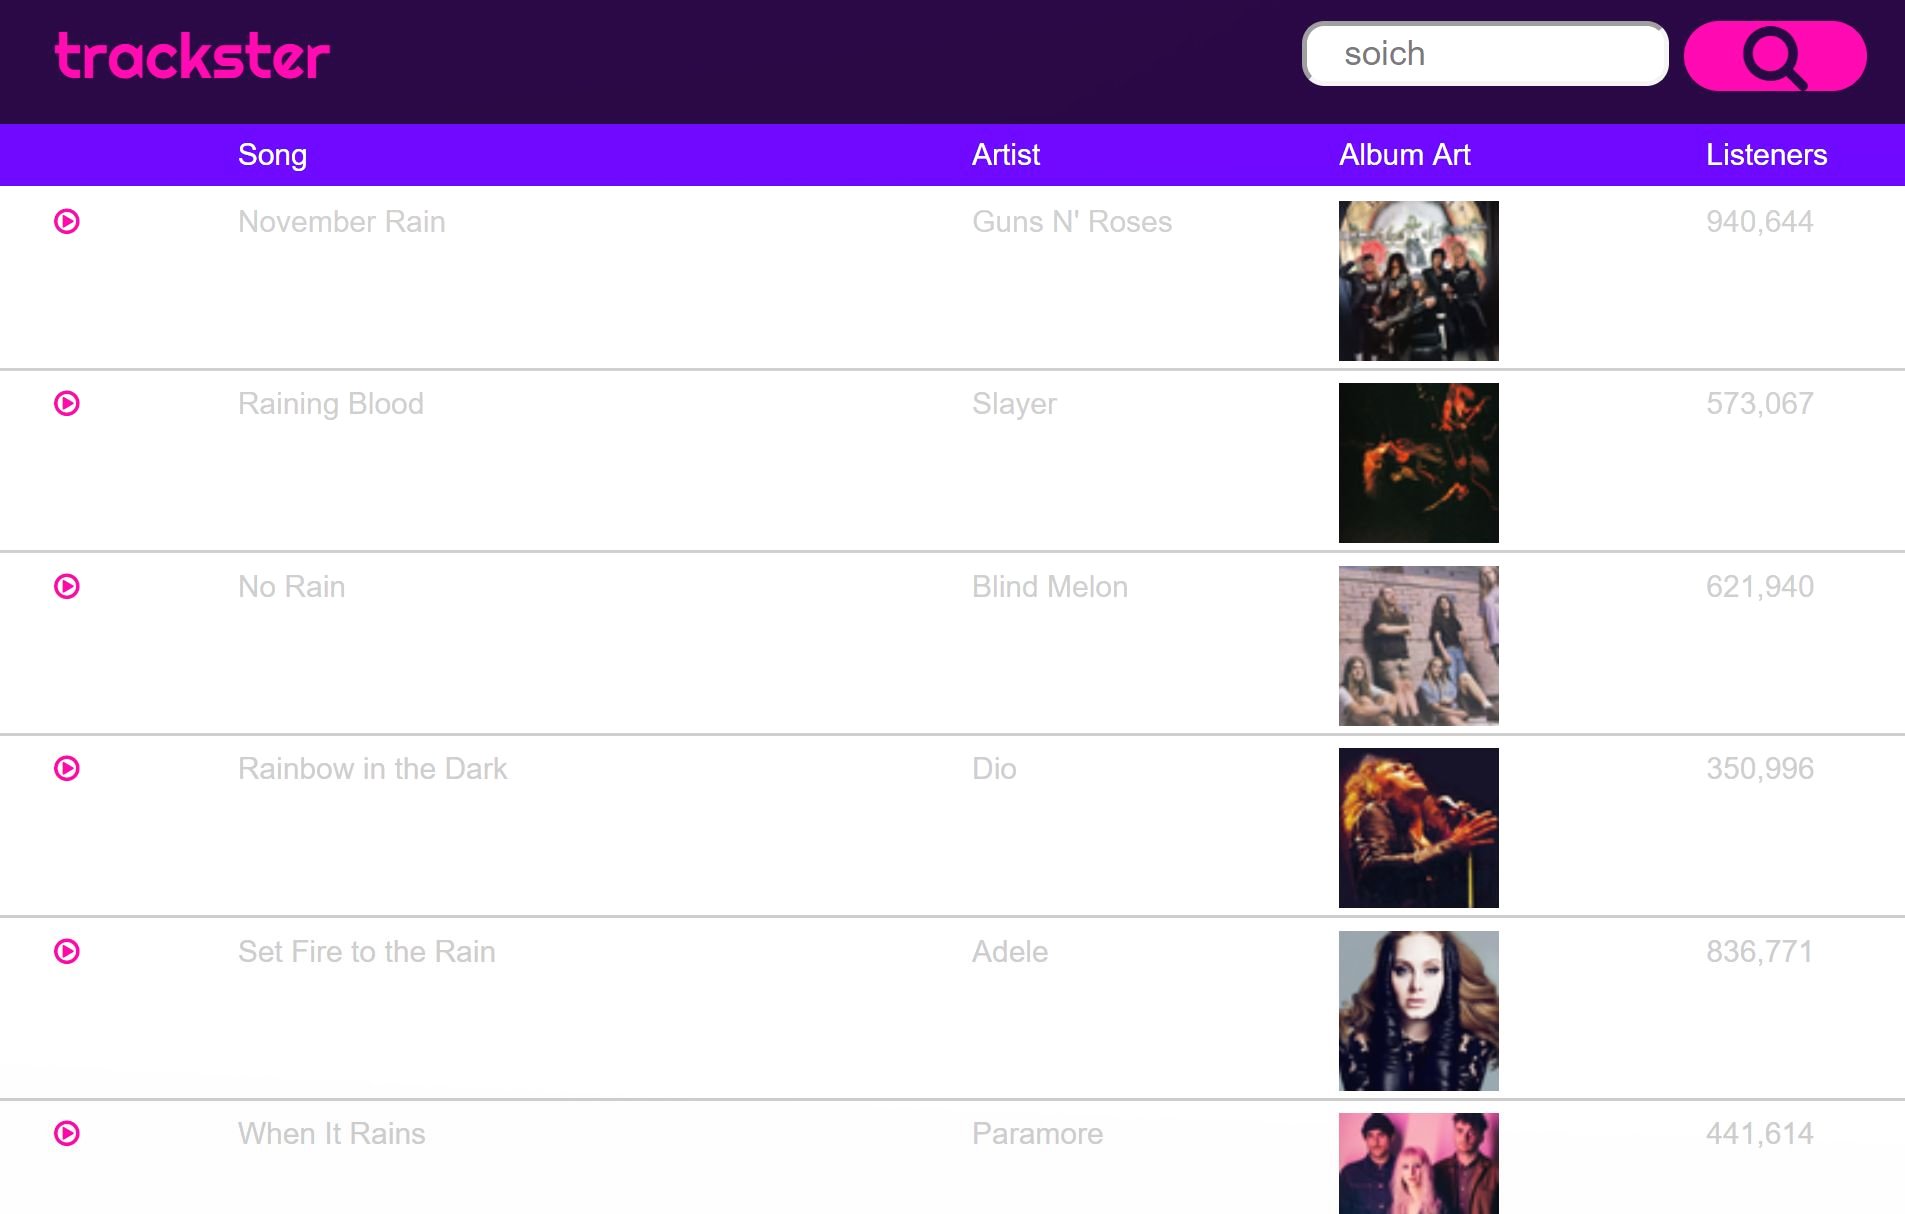 trackster
soich
Song Artist Album Art Listeners
November Rain Guns N' Roses 940,644
Raining Blood Slayer 573,067
No Rain Blind Melon 621,940
Rainbow in the Dark Dio 350,996
Set Fire to the Rain Adele 836,771
When It Rains Paramore 441,614